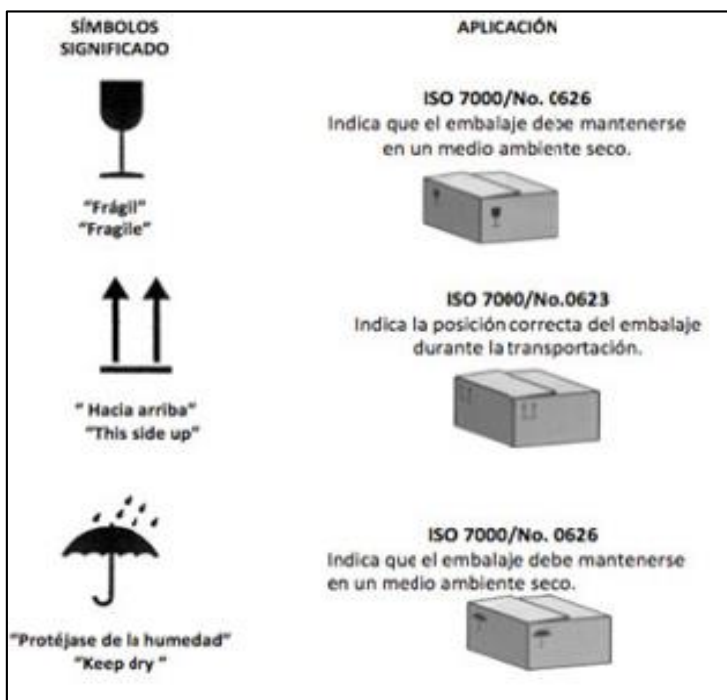 SÍMBOLOS
SIGNIFICADO
APLICACIÓN
ISO 7000/No. 0626
Indica que el embalaje debe mantenerse
en un medio ambiente seco.
"Frágil"
"Fragile"
ISO 7000/No.0623
Indica la posición correcta del embalaje
durante la transportación.
" Hacia arriba"
"This side up"
ISO 7000/No. 0626
Indica que el embalaje debe mantenerse
en un medio ambiente seco.
"Protéjase de la humedad"
"Keep dry "